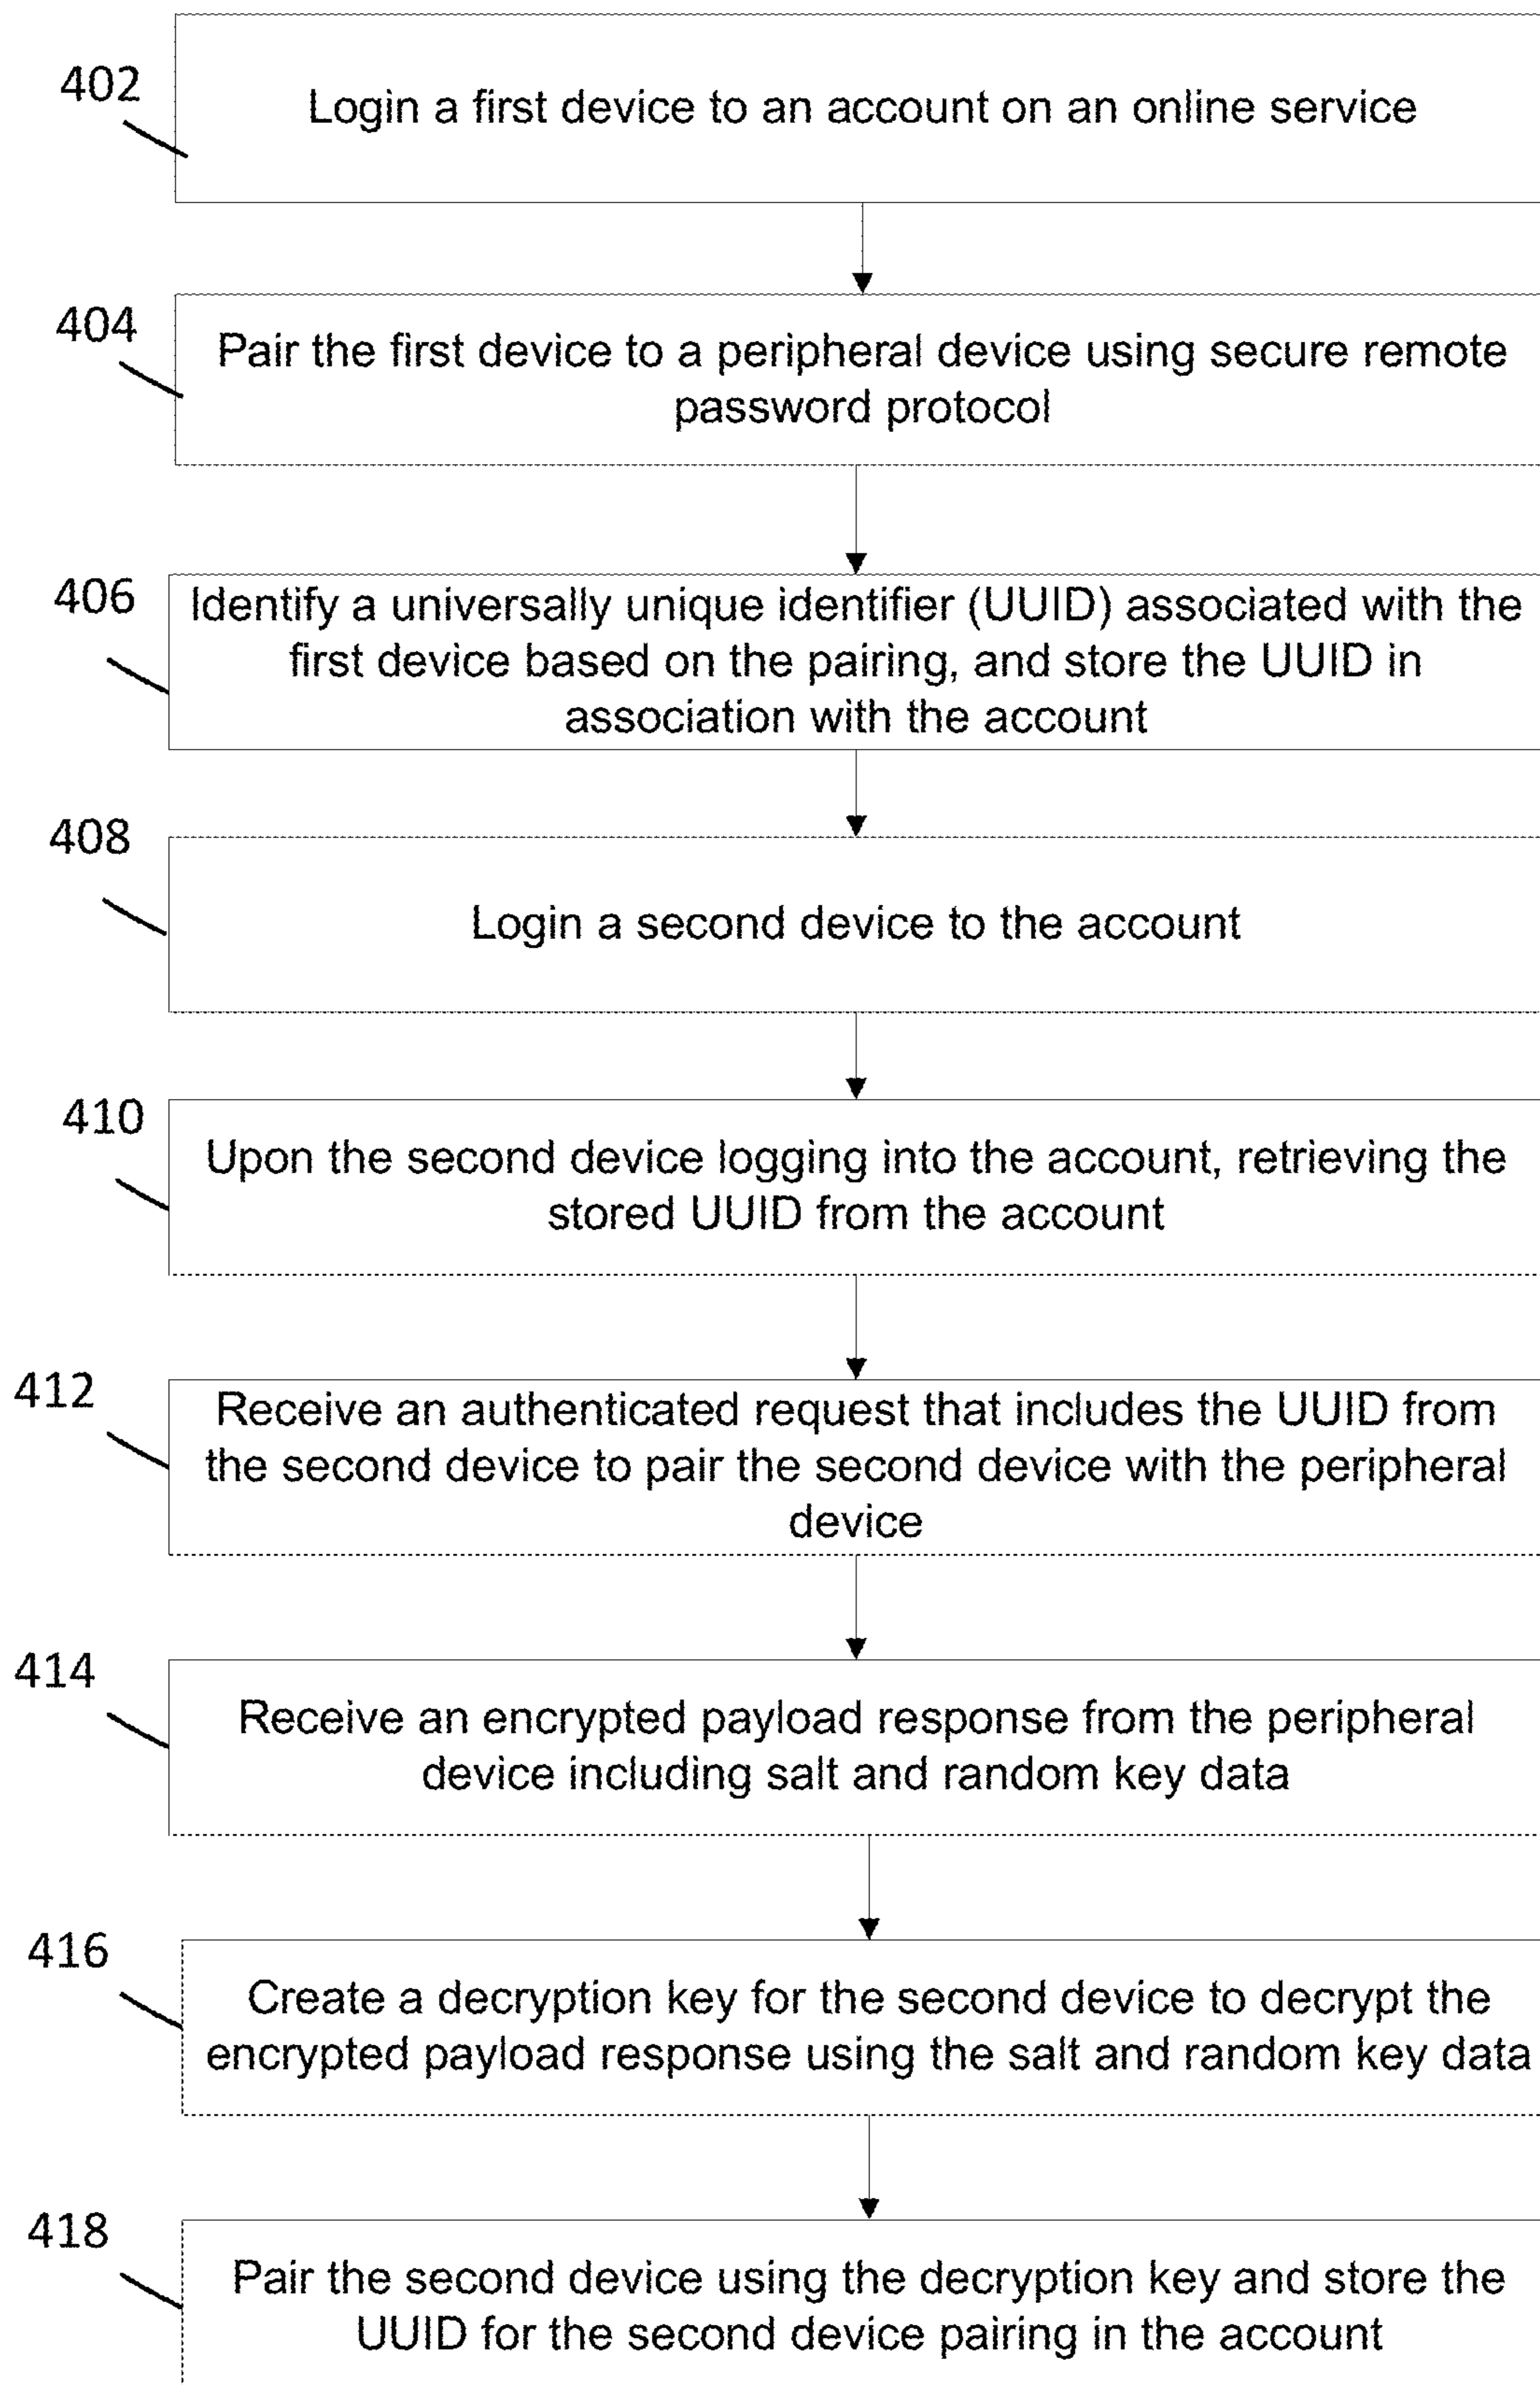 402
Login a first device to an account on an online service
404
Pair the first device to a peripheral device using secure remote
password protocol
406
Identify a universally unique identifier (UUID) associated with the
first device based on the pairing, and store the UUID in
association with the account
408
Login a second device to the account
410
Upon the second device logging into the account, retrieving the
stored UUID from the account
412
Receive an authenticated request that includes the UUID from
the second device to pair the second device with the peripheral
device
414
Receive an encrypted payload response from the peripheral
device including salt and random key data
416
Create a decryption key for the second device to decrypt the
encrypted payload response using the salt and random key data
418
Pair the second device using the decryption key and store the
UUID for the second device pairing in the account